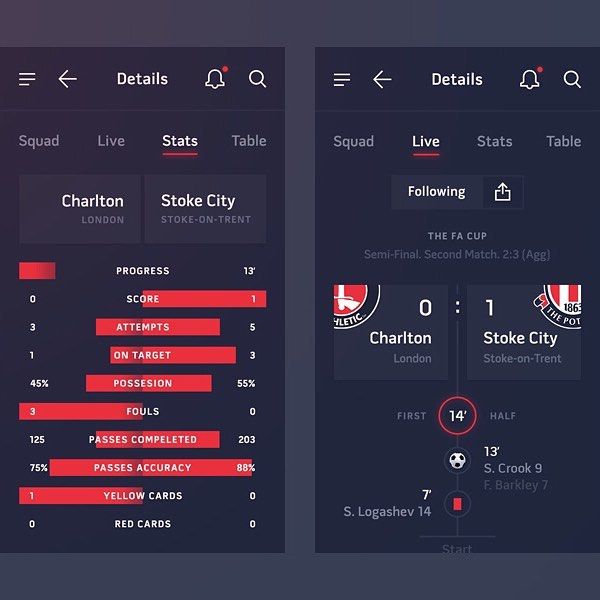 Details
Squad Live Stats Table
Charlton
LONDON
Stoke City
STOKE-ON-TRENT
PROGRESS 13'
0 SCORE 1
3 ATTEMPTS 5
1 ON TARGET 3
45% POSSESION 55%
3 FOULS 0
125 PASSES COMPELETED 203
75% PASSES ACCURACY 88%
1 YELLOW CARDS 0
0 RED CARDS 0
Details
Squad Live Stats Table
Following
THE FA CUP
Semi-Final. Second Match. 2:3 (Agg)
HLETIC
0 : 1
1863
THE POT
Charlton
London
Stoke City
Stoke-on-Trent
FIRST 14' HALF
13'
S. Crook 9
F. Barkley 7
7'
S. Logashev 14
Start